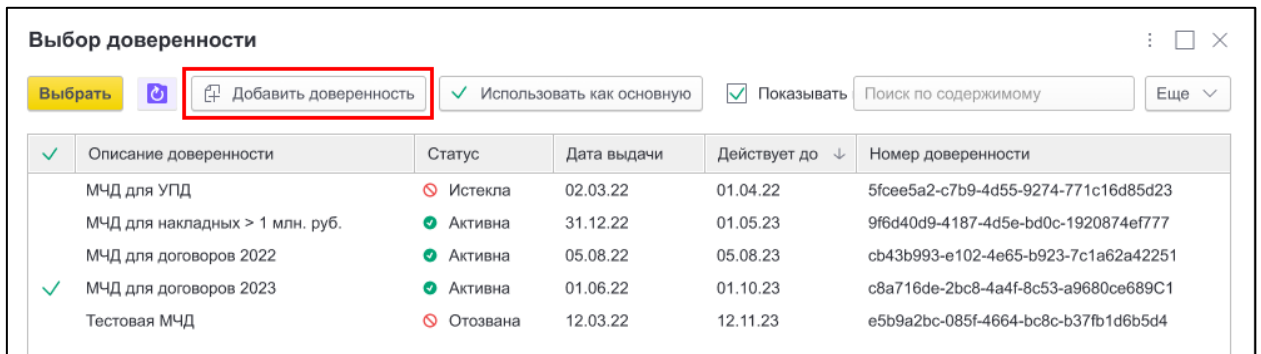 Выбор доверенности
Выбрать Добавить доверенность Использовать как основную Показывать Поиск по содержимому Еще
Описание доверенности Статус Дата выдачи Действует до Номер доверенности
МЧД для УПД Истекла 02.03.22 01.04.22 5fcee5a2-c7b9-4d55-9274-771c16d85d23
МЧД для накладных > 1 млн. руб. Активна 31.12.22 01.05.23 9f6d40d9-4187-4d5e-bd0c-1920874ef777
МЧД для договоров 2022 Активна 05.08.22 05.08.23 cb43b993-e102-4e65-b923-7c1a62a42251
МЧД для договоров 2023 Активна 01.06.22 01.10.23 c8a716de-2bc8-4a4f-8c53-a9680ce689C1
Тестовая МЧД Отозвана 12.03.22 12.11.23 e5b9a2bc-085f-4664-bc8c-b37fb1d6b5d4